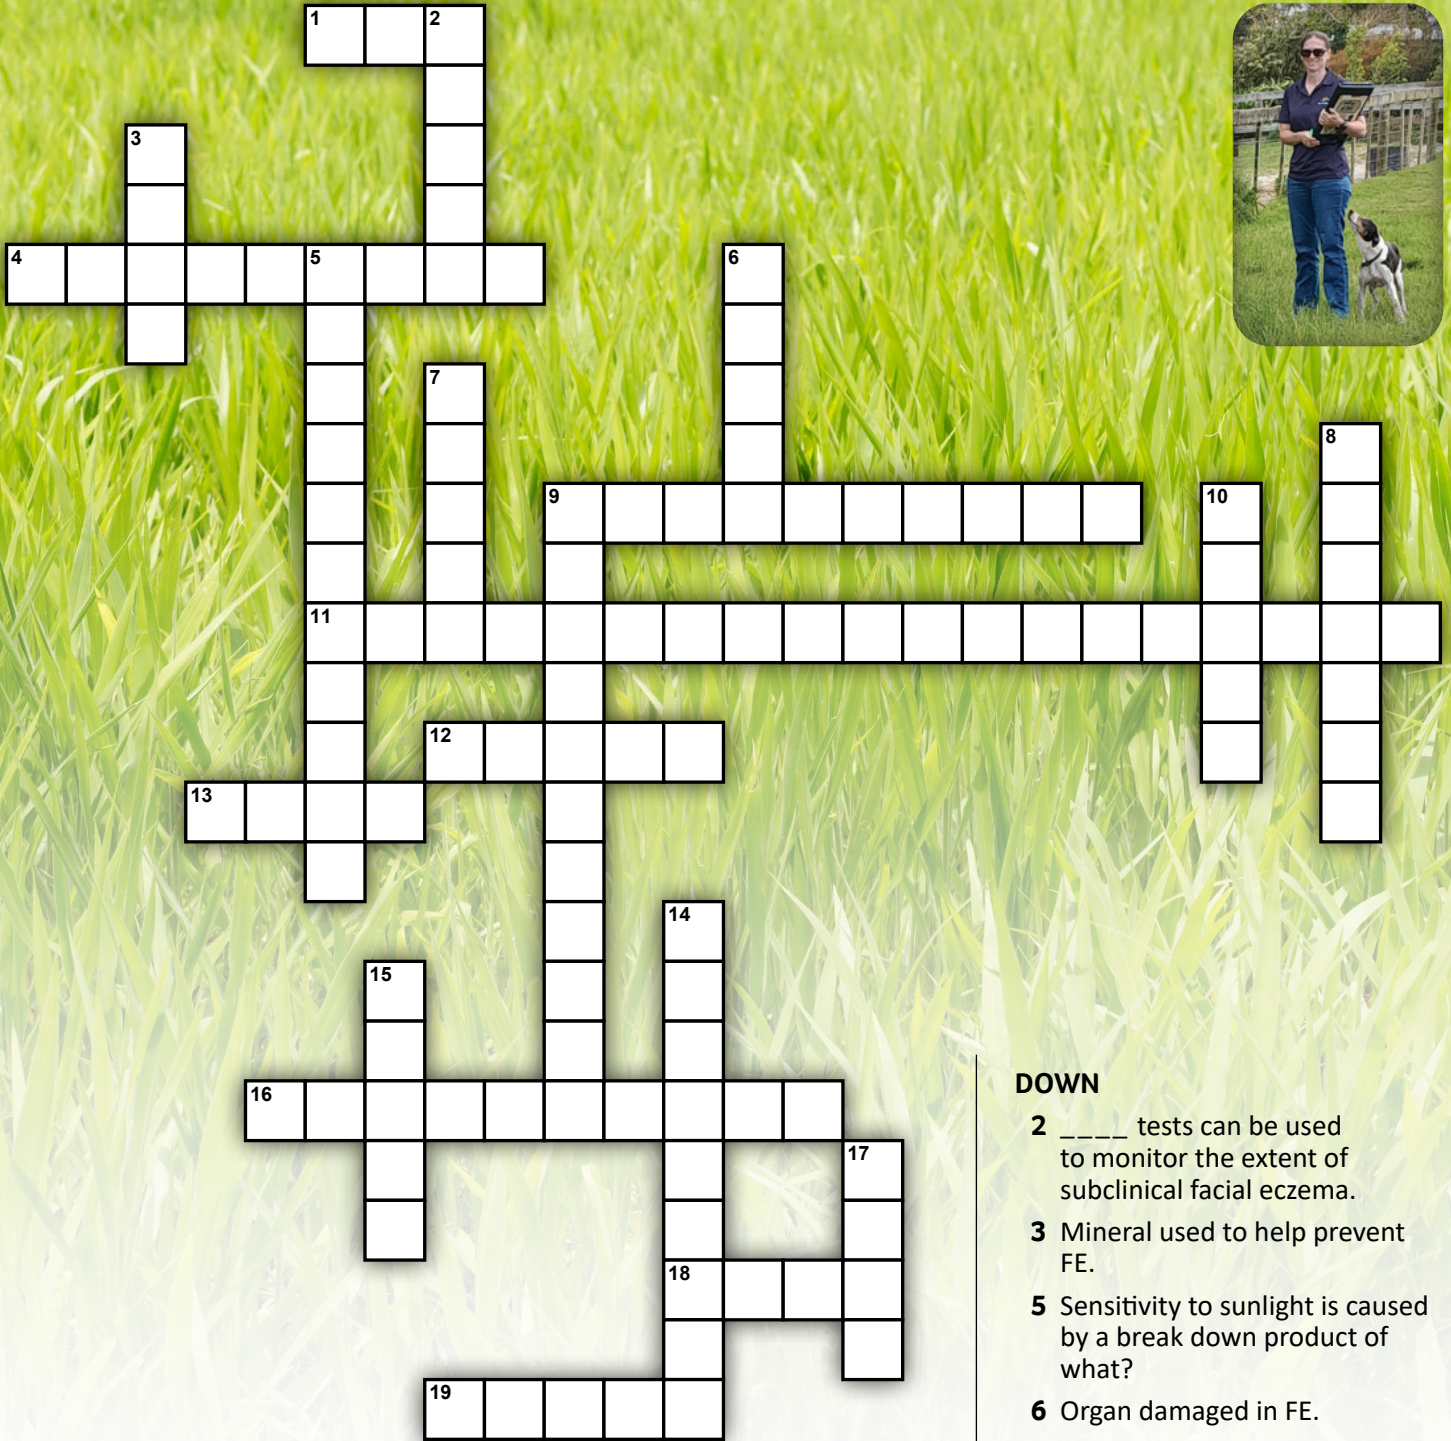 1 2
3
4 5 6
7
8
9 10
11
12
13
14
15
16
17
18
19
DOWN
2 ____ tests can be used
to monitor the extent of
subclinical facial eczema.
3 Mineral used to help prevent
FE.
5 Sensitivity to sunlight is caused
by a break down product of
what?
6 Organ damaged in FE.